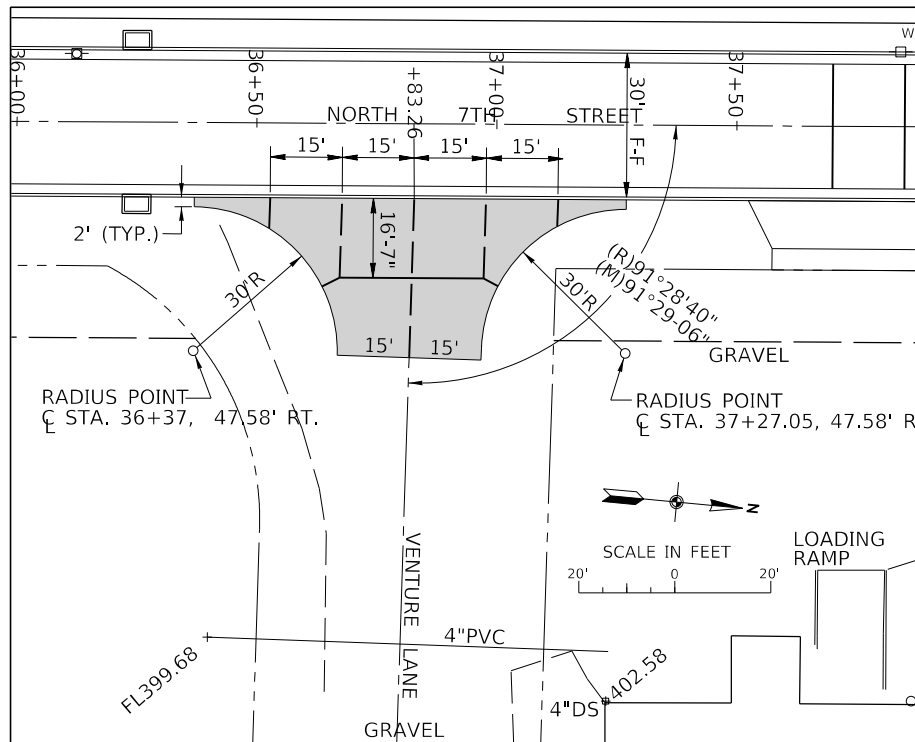 W
36+00
36+50
+83.26
37+00
37+50
30' F-F
NORTH 7TH STREET
15' 15' 15' 15'
2' (TYP.)
16'-7"
30'R
30'R
(R)91°28'40"
(M)91°29-06"
15' 15'
GRAVEL
RADIUS POINT
℄ STA. 36+37, 47.58' RT.
RADIUS POINT
℄ STA. 37+27.05, 47.58' R
N
SCALE IN FEET
20' 0 20'
LOADING
RAMP
VENTURE LANE
4"PVC
FL399.68
402.58
4"DS
GRAVEL